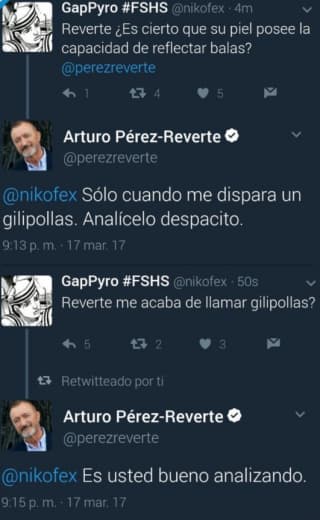 GapPyro #FSHS @nikofex · 4m
Reverte ¿Es cierto que su piel posee la
capacidad de reflectar balas?
@perezreverte
1 4 5
Arturo Pérez-Reverte
@perezreverte
@nikofex Sólo cuando me dispara un
gilipollas. Analícelo despacito.
9:13 p. m. · 17 mar. 17
GapPyro #FSHS @nikofex · 50s
Reverte me acaba de llamar gilipollas?
5 2 3
Retwitteado por ti
Arturo Pérez-Reverte
@perezreverte
@nikofex Es usted bueno analizando.
9:15 p. m. · 17 mar. 17